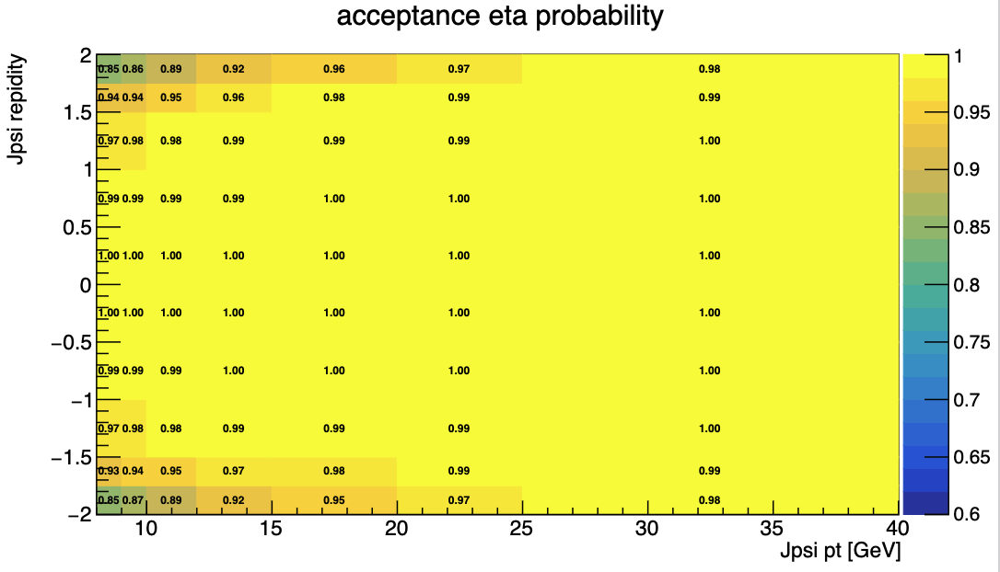 acceptance eta probability
Jpsi repidity
2
0.85 0.86 0.89 0.92 0.96 0.97 0.98
0.94 0.94 0.95 0.96 0.98 0.99 0.99
1.5
0.97 0.98 0.98 0.99 0.99 0.99 1.00
1
0.99 0.99 0.99 0.99 1.00 1.00 1.00
0.5
1.00 1.00 1.00 1.00 1.00 1.00 1.00
0
1.00 1.00 1.00 1.00 1.00 1.00 1.00
−0.5
0.99 0.99 0.99 1.00 1.00 1.00 1.00
−1
0.97 0.98 0.98 0.99 0.99 0.99 1.00
−1.5
0.93 0.94 0.95 0.97 0.98 0.99 0.99
0.85 0.87 0.89 0.92 0.95 0.97 0.98
−2
10 15 20 25 30 35 40
Jpsi pt [GeV]
1
0.95
0.9
0.85
0.8
0.75
0.7
0.65
0.6